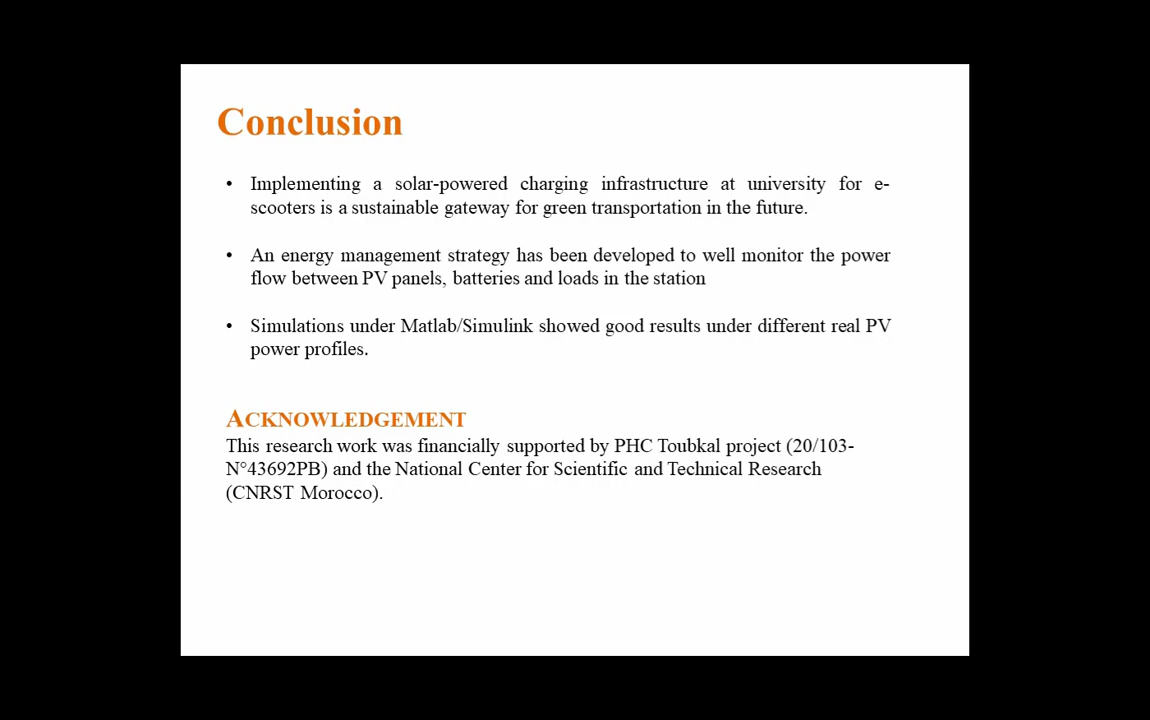 Conclusion
• Implementing a solar-powered charging infrastructure at university for e-
scooters is a sustainable gateway for green transportation in the future.
• An energy management strategy has been developed to well monitor the power
flow between PV panels, batteries and loads in the station
• Simulations under Matlab/Simulink showed good results under different real PV
power profiles.
ACKNOWLEDGEMENT
This research work was financially supported by PHC Toubkal project (20/103-
N°43692PB) and the National Center for Scientific and Technical Research
(CNRST Morocco).